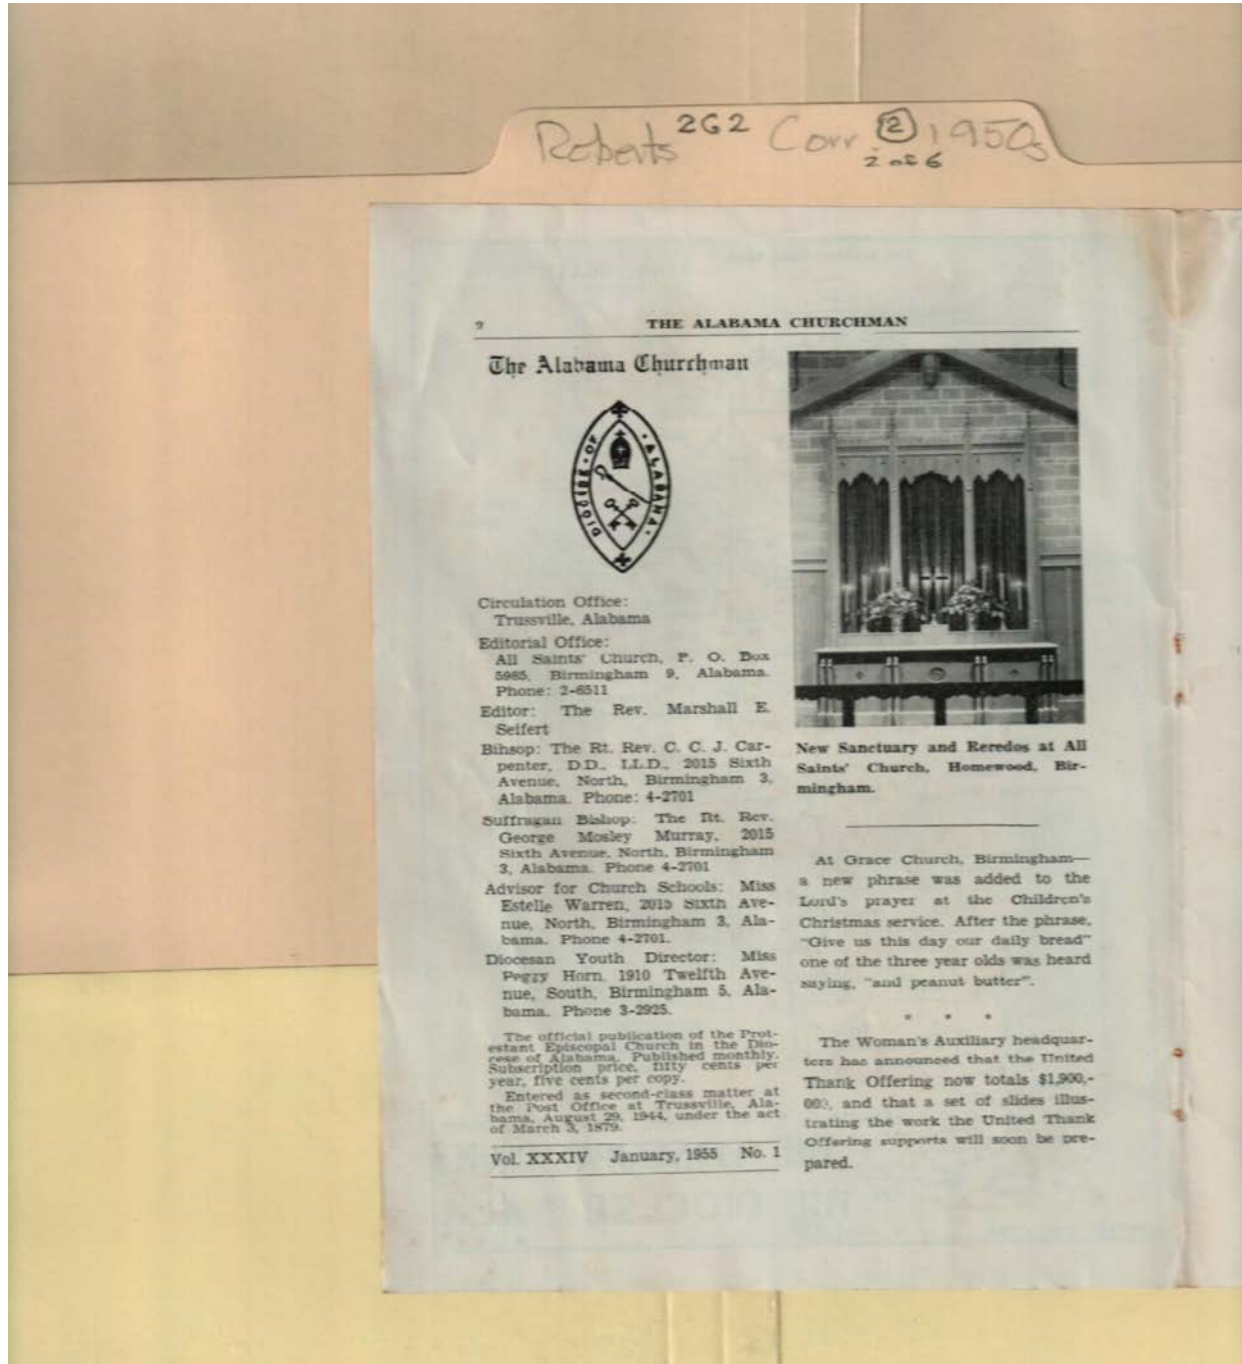 Roberts 2G2 Corr. 2 1950s
2 of 6
2 THE ALABAMA CHURCHMAN
The Alabama Churchman
DIOCESE · OF · ALABAMA ·
Circulation Office:
Trussville, Alabama
Editorial Office:
All Saints' Church, P. O. Box
5985, Birmingham 9, Alabama.
Phone: 2-6511
Editor: The Rev. Marshall E.
Seifert
Bihsop: The Rt. Rev. C. C. J. Car-
penter, D.D., LL.D., 2015 Sixth
Avenue, North, Birmingham 3,
Alabama. Phone: 4-2701
Suffragan Bishop: The Rt. Rev.
George Mosley Murray, 2015
Sixth Avenue, North, Birmingham
3, Alabama. Phone 4-2701
Advisor for Church Schools: Miss
Estelle Warren, 2015 Sixth Ave-
nue, North, Birmingham 3, Ala-
bama. Phone 4-2701.
Diocesan Youth Director: Miss
Peggy Horn, 1910 Twelfth Ave-
nue, South, Birmingham 5, Ala-
bama. Phone 3-2925.
The official publication of the Prot-
estant Episcopal Church in the Dio-
cese of Alabama. Published monthly.
Subscription price, fifty cents per
year, five cents per copy.
Entered as second-class matter at
the Post Office at Trussville, Ala-
bama, August 29, 1944, under the act
of March 3, 1879.
Vol. XXXIV January, 1955 No. 1
New Sanctuary and Reredos at All
Saints' Church, Homewood, Bir-
mingham.
At Grace Church, Birmingham—
a new phrase was added to the
Lord's prayer at the Children's
Christmas service. After the phrase,
"Give us this day our daily bread"
one of the three year olds was heard
saying, "and peanut butter".
* * *
The Woman's Auxiliary headquar-
ters has announced that the United
Thank Offering now totals $1,900,-
000, and that a set of slides illus-
trating the work the United Thank
Offering supports will soon be pre-
pared.